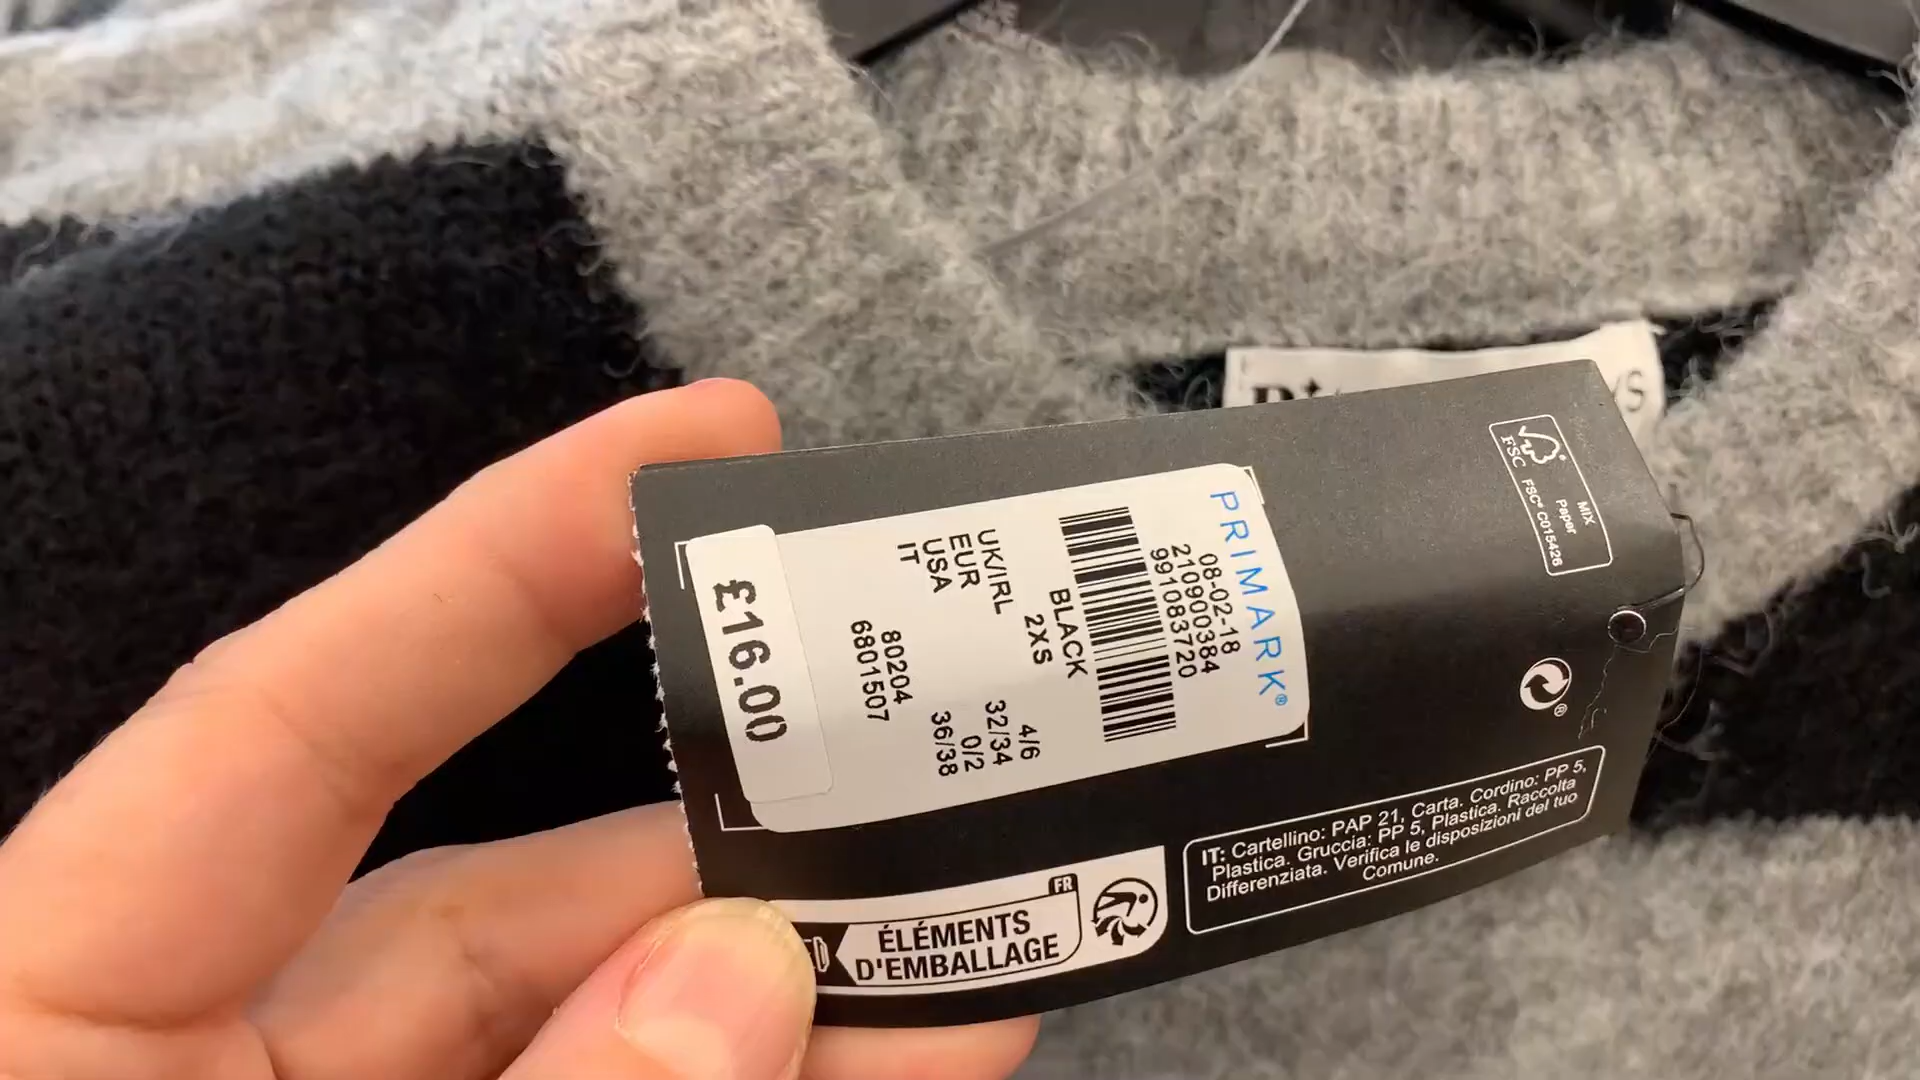 PRIMARK®
08-02-18
210900384
991083720
BLACK
2XS
UK/IRL 4/6
EUR 32/34
USA 0/2
IT 36/38
80204
6801507
£16.00
FSC
MIX
Paper
FSC® C015426
®
FR
ÉLÉMENTS
D'EMBALLAGE
IT: Cartellino: PAP 21, Carta. Cordino: PP 5,
Plastica. Gruccia: PP 5, Plastica. Raccolta
Differenziata. Verifica le disposizioni del tuo
Comune.